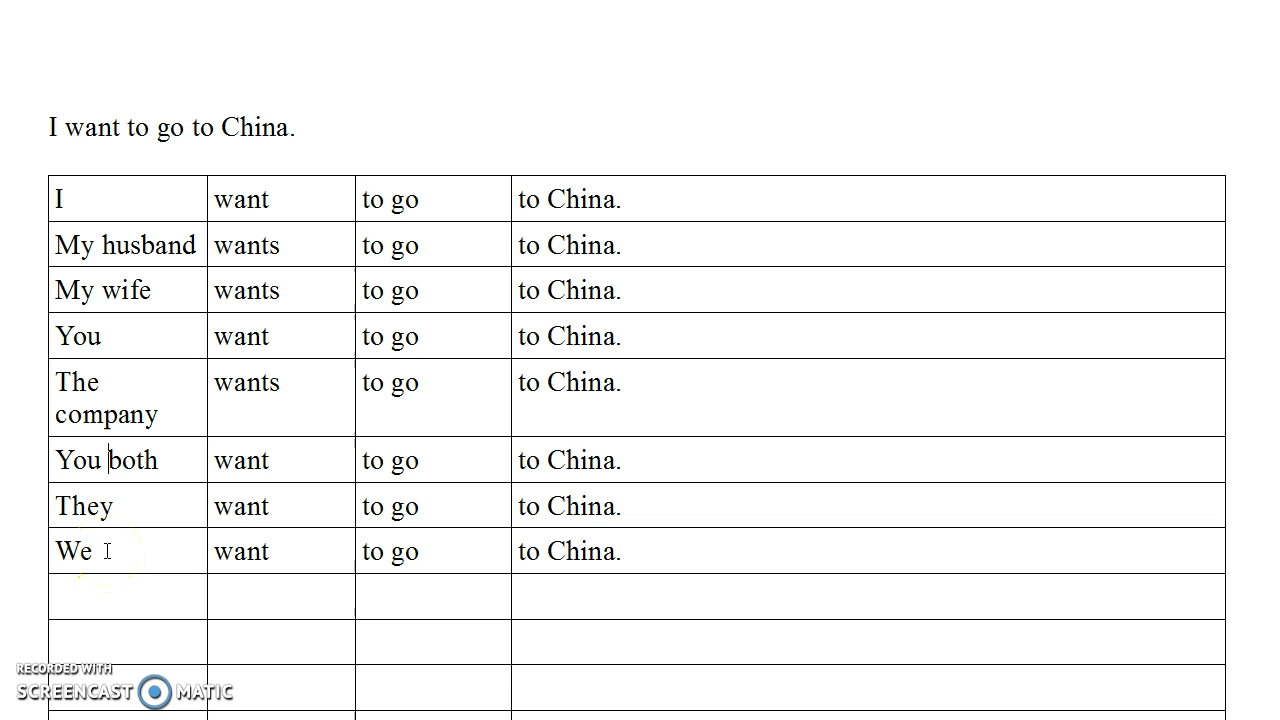 I want to go to China.
I want to go to China.
My husband wants to go to China.
My wife wants to go to China.
You want to go to China.
The wants to go to China.
company
You both want to go to China.
They want to go to China.
We want to go to China.
RECORDED WITH
SCREENCAST MATIC